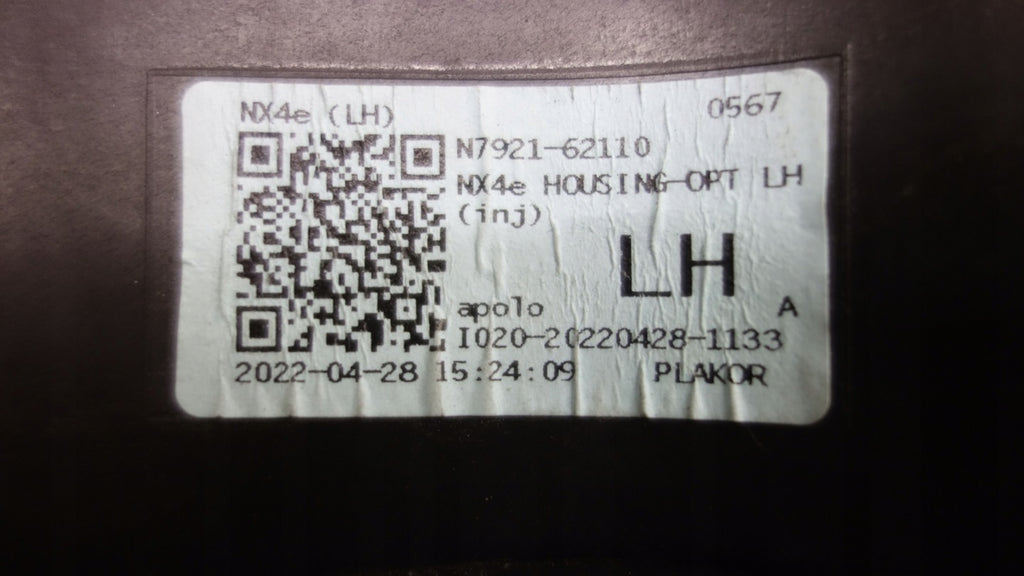 NX4e (LH)
0567
N7921-62110
NX4e HOUSING-OPT LH
(inj)
LH
apolo
A
I020-20220428-1133
2022-04-28 15:24:09
PLAKOR